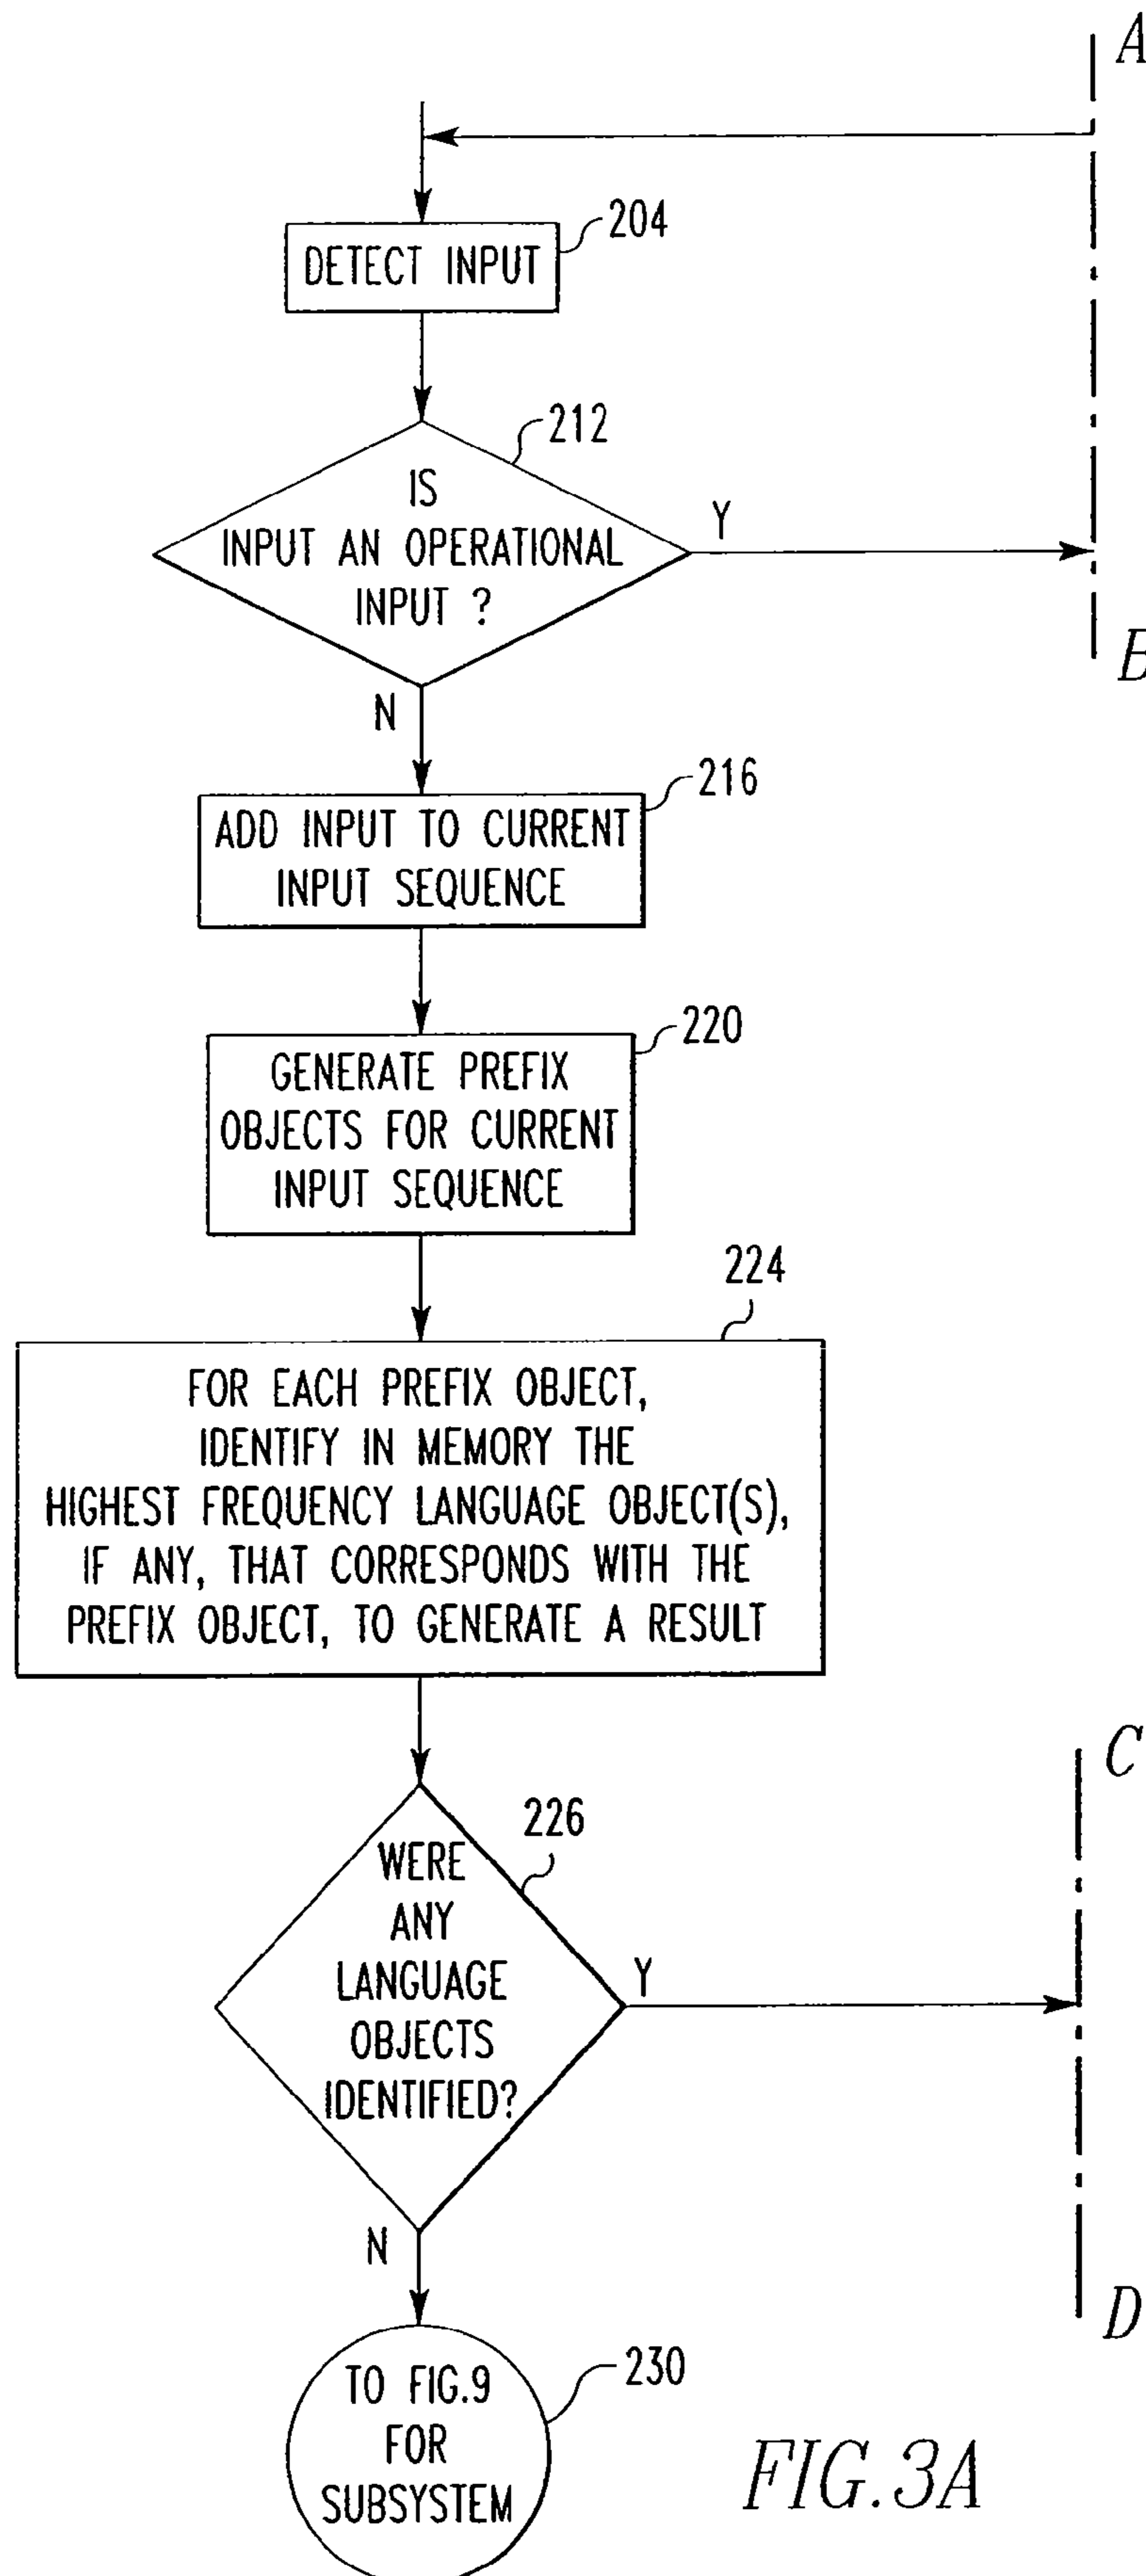 A
204
DETECT INPUT
212
IS
INPUT AN OPERATIONAL
INPUT ?
Y
B
N
216
ADD INPUT TO CURRENT
INPUT SEQUENCE
220
GENERATE PREFIX
OBJECTS FOR CURRENT
INPUT SEQUENCE
224
FOR EACH PREFIX OBJECT,
IDENTIFY IN MEMORY THE
HIGHEST FREQUENCY LANGUAGE OBJECT(S),
IF ANY, THAT CORRESPONDS WITH THE
PREFIX OBJECT, TO GENERATE A RESULT
C
226
WERE
ANY
LANGUAGE
OBJECTS
IDENTIFIED?
Y
N
D
230
TO FIG.9
FOR
SUBSYSTEM
FIG.3A